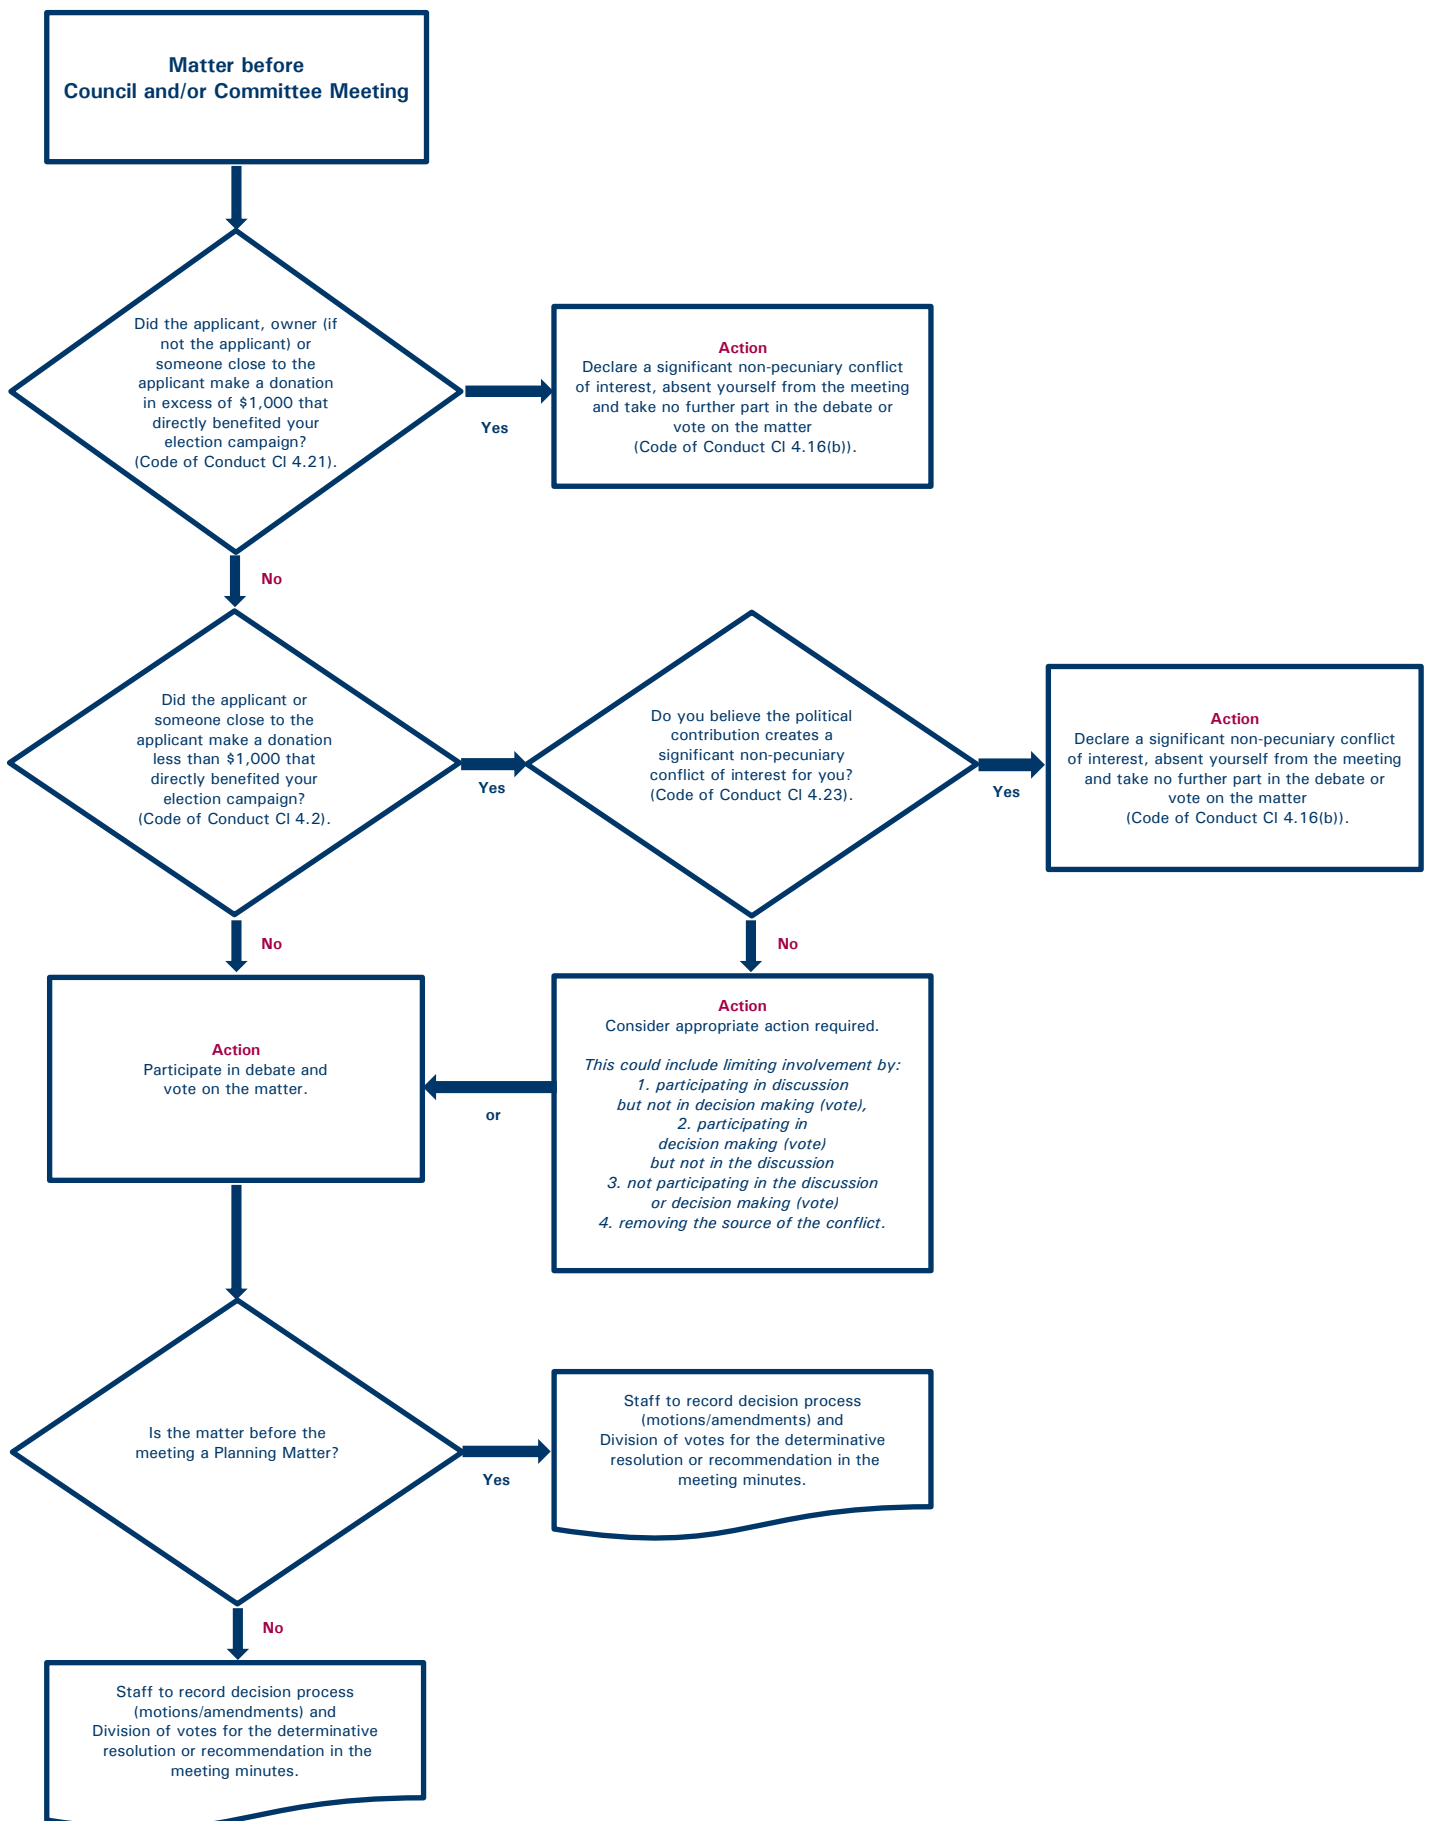 Matter before
Council and/or Committee Meeting
Did the applicant, owner (if
not the applicant) or
someone close to the
applicant make a donation
in excess of $1,000 that
directly benefited your
election campaign?
(Code of Conduct Cl 4.21).
Yes
Action
Declare a significant non-pecuniary conflict
of interest, absent yourself from the meeting
and take no further part in the debate or
vote on the matter
(Code of Conduct Cl 4.16(b)).
No
Did the applicant or
someone close to the
applicant make a donation
less than $1,000 that
directly benefited your
election campaign?
(Code of Conduct Cl 4.2).
Yes
Do you believe the political
contribution creates a
significant non-pecuniary
conflict of interest for you?
(Code of Conduct Cl 4.23).
Yes
Action
Declare a significant non-pecuniary conflict
of interest, absent yourself from the meeting
and take no further part in the debate or
vote on the matter
(Code of Conduct Cl 4.16(b)).
No
No
Action
Participate in debate and
vote on the matter.
or
Action
Consider appropriate action required.
This could include limiting involvement by:
1. participating in discussion
but not in decision making (vote),
2. participating in
decision making (vote)
but not in the discussion
3. not participating in the discussion
or decision making (vote)
4. removing the source of the conflict.
Is the matter before the
meeting a Planning Matter?
Yes
Staff to record decision process
(motions/amendments) and
Division of votes for the determinative
resolution or recommendation in the
meeting minutes.
No
Staff to record decision process
(motions/amendments) and
Division of votes for the determinative
resolution or recommendation in the
meeting minutes.